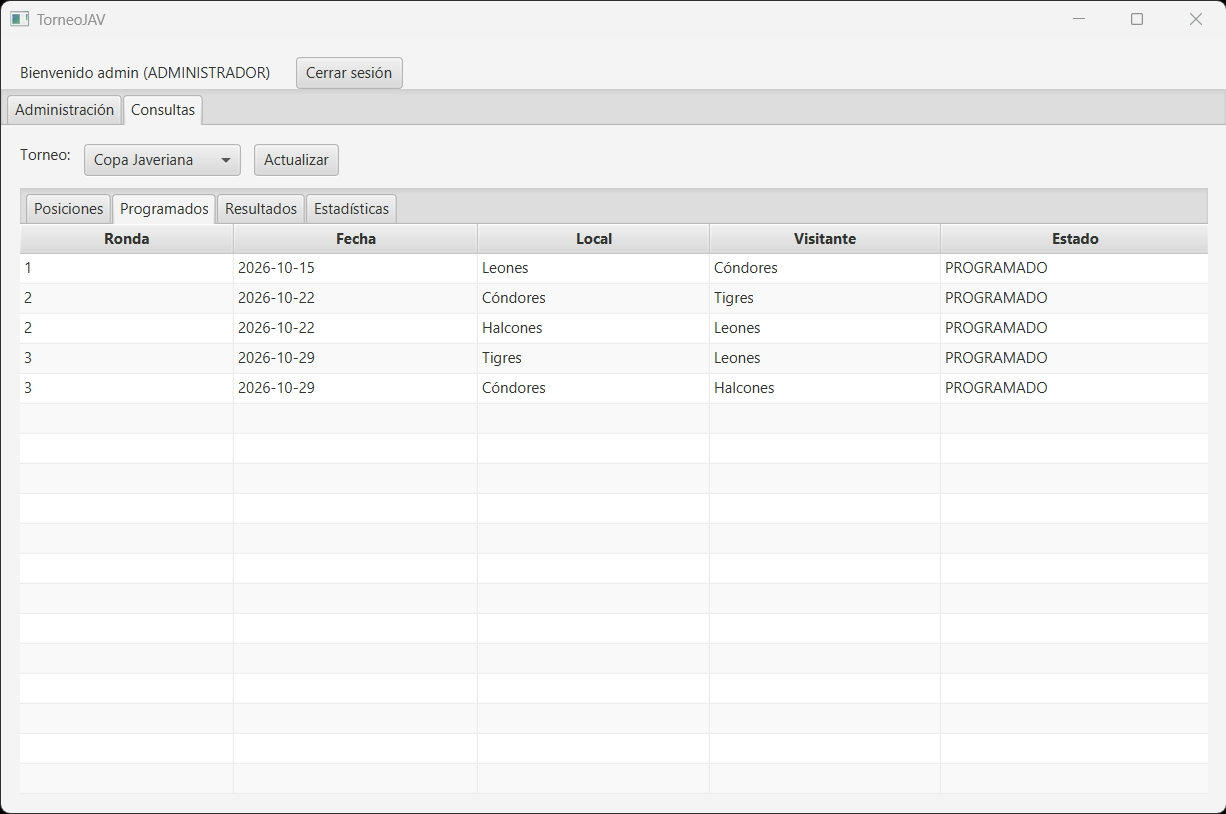 TorneoJAV
Bienvenido admin (ADMINISTRADOR) Cerrar sesión
Administración Consultas
Torneo: Copa Javeriana Actualizar
Posiciones Programados Resultados Estadísticas
Ronda Fecha Local Visitante Estado
1 2026-10-15 Leones Cóndores PROGRAMADO
2 2026-10-22 Cóndores Tigres PROGRAMADO
2 2026-10-22 Halcones Leones PROGRAMADO
3 2026-10-29 Tigres Leones PROGRAMADO
3 2026-10-29 Cóndores Halcones PROGRAMADO